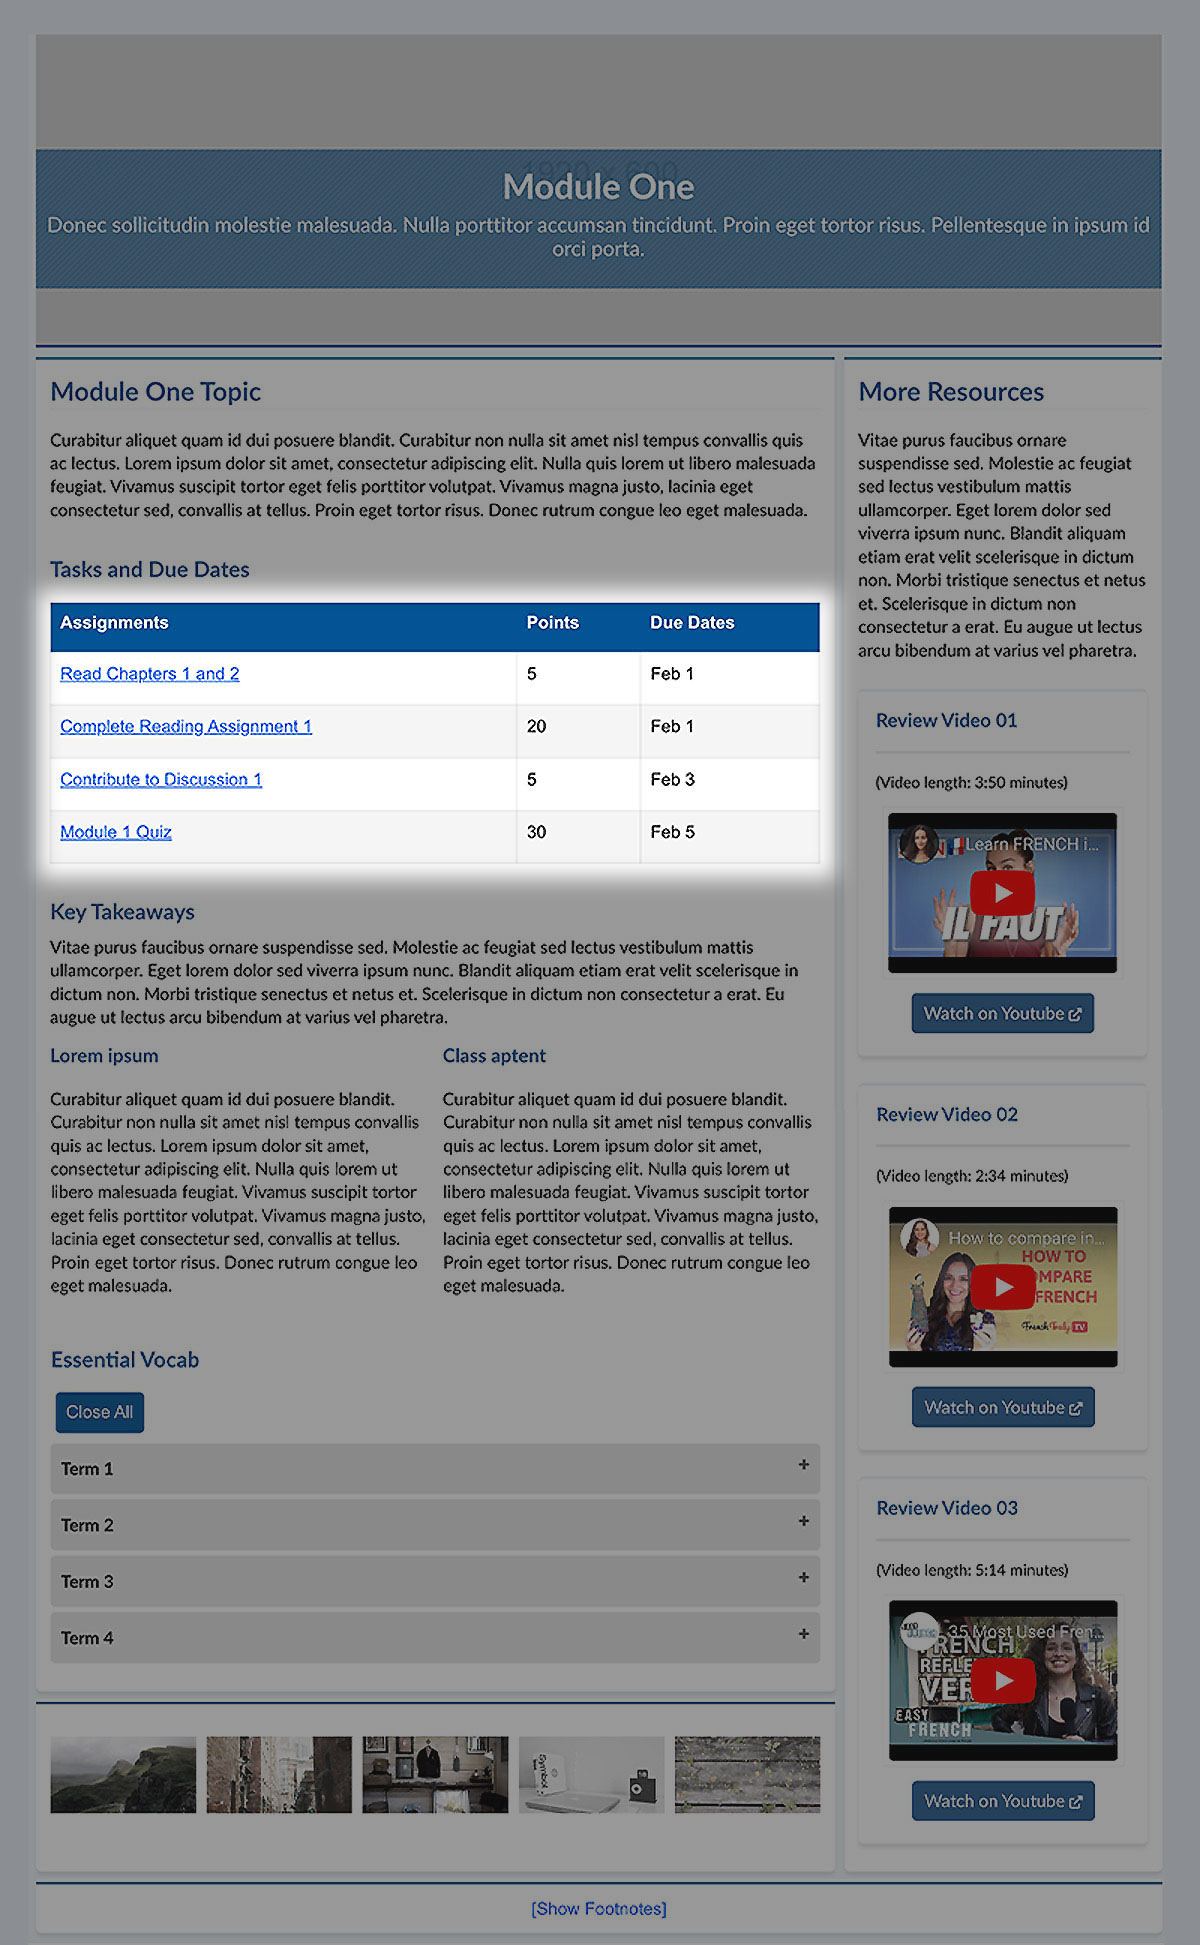 Module One
Donec sollicitudin molestie malesuada. Nulla porttitor accumsan tincidunt. Proin eget tortor risus. Pellentesque in ipsum id
orci porta.
Module One Topic
Curabitur aliquet quam id dui posuere blandit. Curabitur non nulla sit amet nisl tempus convallis quis
ac lectus. Lorem ipsum dolor sit amet, consectetur adipiscing elit. Nulla quis lorem ut libero malesuada
feugiat. Vivamus suscipit tortor eget felis porttitor volutpat. Vivamus magna justo, lacinia eget
consectetur sed, convallis at tellus. Proin eget tortor risus. Donec rutrum congue leo eget malesuada.
Tasks and Due Dates
Assignments Points Due Dates
Read Chapters 1 and 2 5 Feb 1
Complete Reading Assignment 1 20 Feb 1
Contribute to Discussion 1 5 Feb 3
Module 1 Quiz 30 Feb 5
Key Takeaways
Vitae purus faucibus ornare suspendisse sed. Molestie ac feugiat sed lectus vestibulum mattis
ullamcorper. Eget lorem dolor sed viverra ipsum nunc. Blandit aliquam etiam erat velit scelerisque in
dictum non. Morbi tristique senectus et netus et. Scelerisque in dictum non consectetur a erat. Eu
augue ut lectus arcu bibendum at varius vel pharetra.
Lorem ipsum
Curabitur aliquet quam id dui posuere blandit.
Curabitur non nulla sit amet nisl tempus convallis
quis ac lectus. Lorem ipsum dolor sit amet,
consectetur adipiscing elit. Nulla quis lorem ut
libero malesuada feugiat. Vivamus suscipit tortor
eget felis porttitor volutpat. Vivamus magna justo,
lacinia eget consectetur sed, convallis at tellus.
Proin eget tortor risus. Donec rutrum congue leo
eget malesuada.
Class aptent
Curabitur aliquet quam id dui posuere blandit.
Curabitur non nulla sit amet nisl tempus convallis
quis ac lectus. Lorem ipsum dolor sit amet,
consectetur adipiscing elit. Nulla quis lorem ut
libero malesuada feugiat. Vivamus suscipit tortor
eget felis porttitor volutpat. Vivamus magna justo,
lacinia eget consectetur sed, convallis at tellus.
Proin eget tortor risus. Donec rutrum congue leo
eget malesuada.
Essential Vocab
Close All
Term 1 +
Term 2 +
Term 3 +
Term 4 +
Symbol
More Resources
Vitae purus faucibus ornare
suspendisse sed. Molestie ac feugiat
sed lectus vestibulum mattis
ullamcorper. Eget lorem dolor sed
viverra ipsum nunc. Blandit aliquam
etiam erat velit scelerisque in dictum
non. Morbi tristique senectus et netus
et. Scelerisque in dictum non
consectetur a erat. Eu augue ut lectus
arcu bibendum at varius vel pharetra.
Review Video 01
(Video length: 3:50 minutes)
Learn FRENCH i...
IL FAUT
Watch on Youtube
Review Video 02
(Video length: 2:34 minutes)
How to compare in...
HOW TO
OMPARE
FRENCH
French Truly TV
Watch on Youtube
Review Video 03
(Video length: 5:14 minutes)
35 Most Used Fren...
FRENCH
REFLE
VER
EASY
FRENCH
Watch on Youtube
[Show Footnotes]